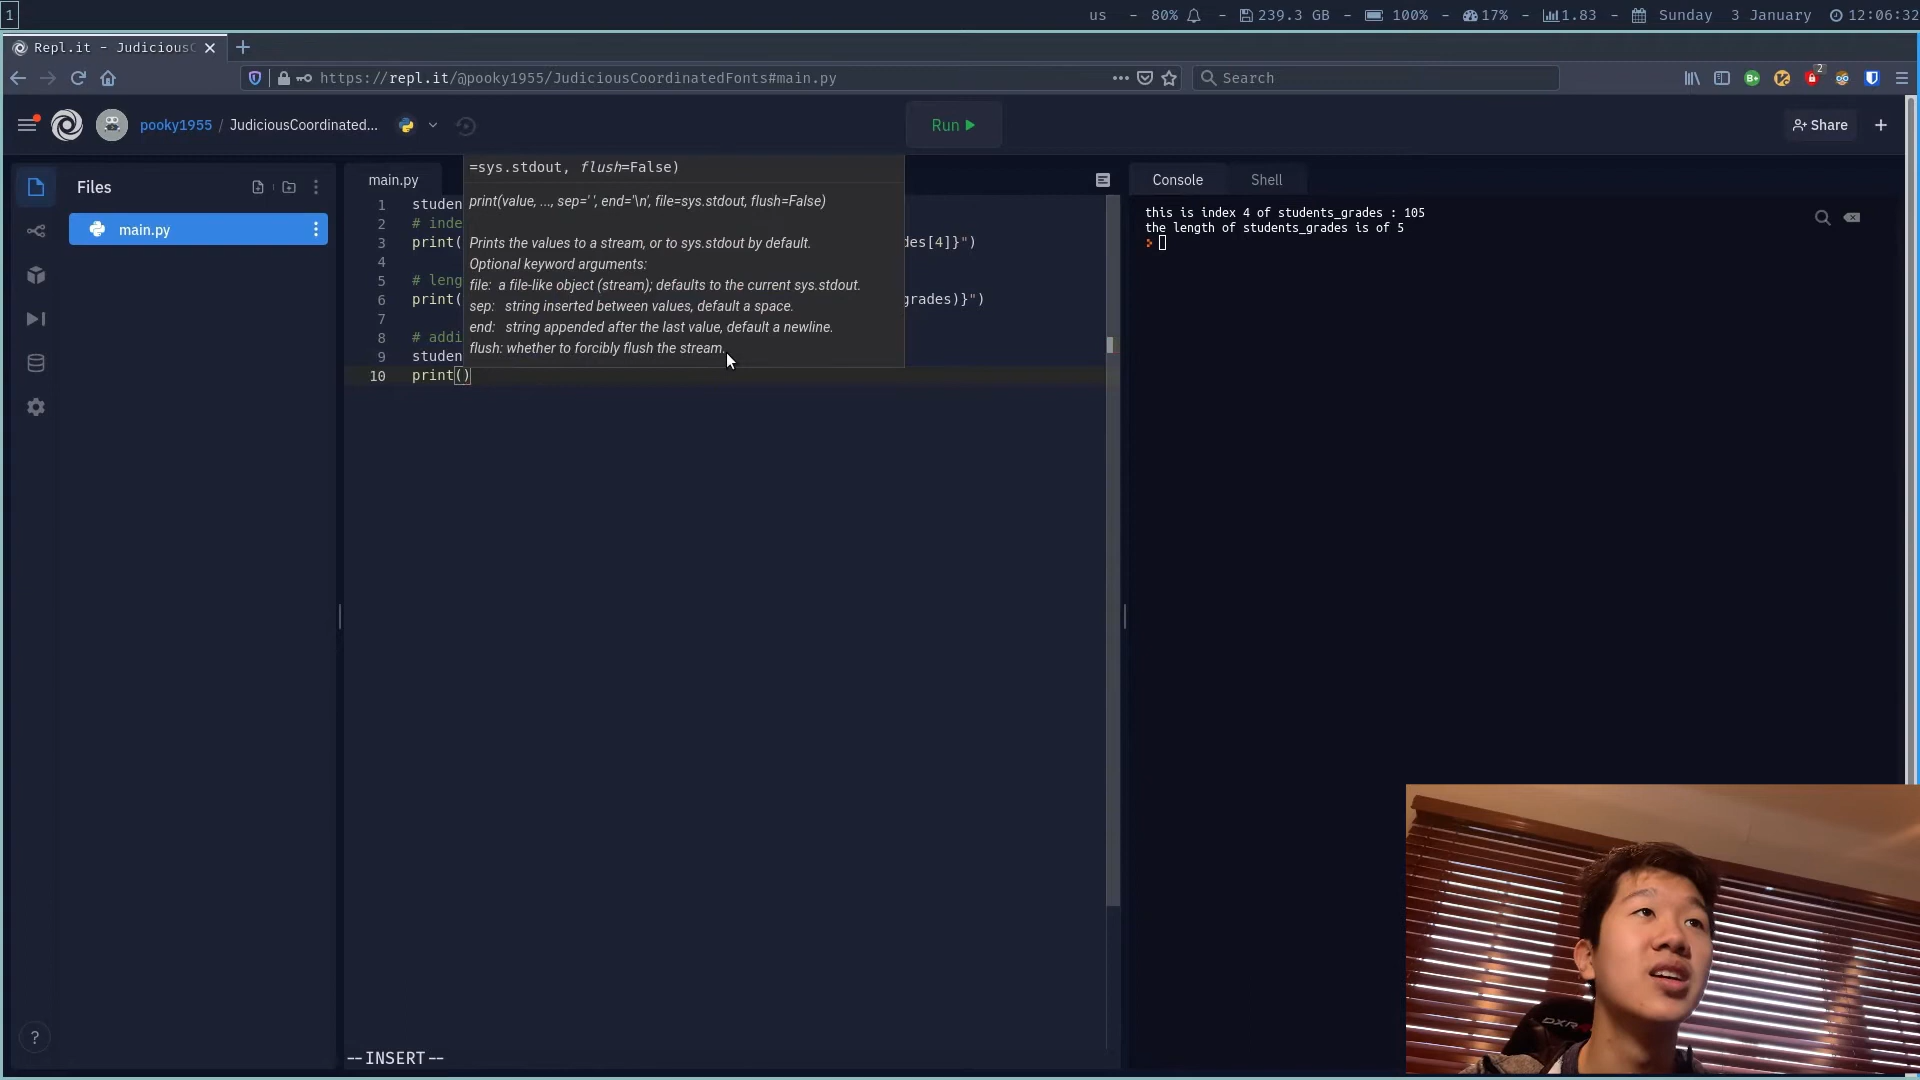 1
us - 80% - 239.3 GB - 100% - 17% - 1.83 - Sunday 3 January 12:06:32
Repl.it - JudiciousC
https://repl.it/@pooky1955/JudiciousCoordinatedFonts#main.py
Search
2
pooky1955 / JudiciousCoordinated...
Run
Share
Files
main.py
main.py
=sys.stdout, flush=False)
print(value, ..., sep=' ', end='\n', file=sys.stdout, flush=False)
Prints the values to a stream, or to sys.stdout by default.
Optional keyword arguments:
file: a file-like object (stream); defaults to the current sys.stdout.
sep: string inserted between values, default a space.
end: string appended after the last value, default a newline.
flush: whether to forcibly flush the stream.
1 studen
2 # inde
3 print( des[4]}")
4
5 # leng
6 print( grades)}")
7
8 # addi
9 studen
10 print()
--INSERT--
Console
Shell
this is index 4 of students_grades : 105
the length of students_grades is of 5
?